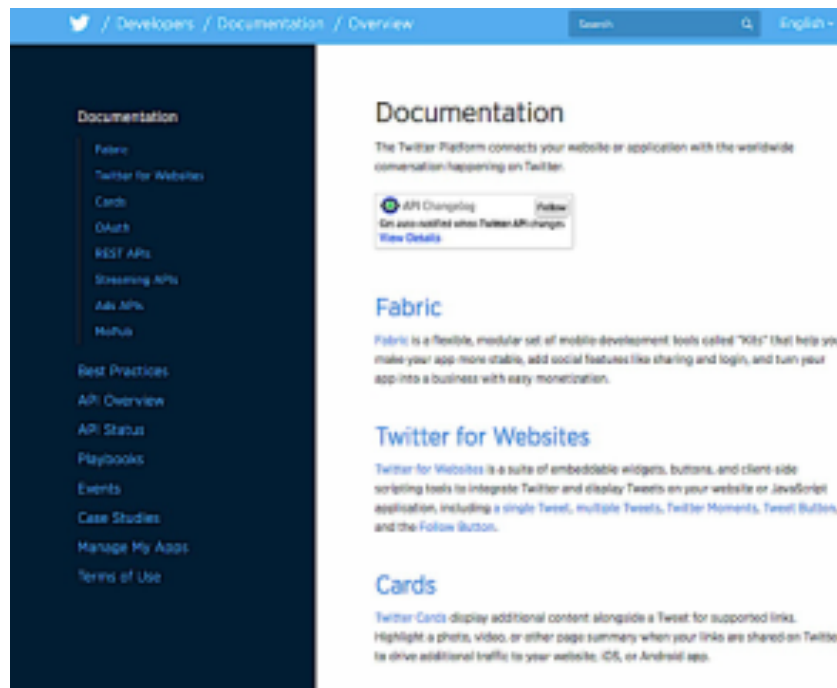 / Developers / Documentation / Overview
Search
English
Documentation
Fabric
Twitter for Websites
Cards
OAuth
REST APIs
Streaming APIs
Ads APIs
MoPub
Best Practices
API Overview
API Status
Playbooks
Events
Case Studies
Manage My Apps
Terms of Use
Documentation
The Twitter Platform connects your website or application with the worldwide
conversation happening on Twitter.
API Changelog
Follow
Get auto-notified when Twitter API changes
View Details
Fabric
Fabric is a flexible, modular set of mobile development tools called "Kits" that help you
make your app more stable, add social features like sharing and login, and turn your
app into a business with easy monetization.
Twitter for Websites
Twitter for Websites is a suite of embeddable widgets, buttons, and client-side
scripting tools to integrate Twitter and display Tweets on your website or JavaScript
application, including a single Tweet, multiple Tweets, Twitter Moments, Tweet Button,
and the Follow Button.
Cards
Twitter Cards display additional content alongside a Tweet for supported links.
Highlight a photo, video, or other page summary when your links are shared on Twitte
to drive additional traffic to your website, iOS, or Android app.